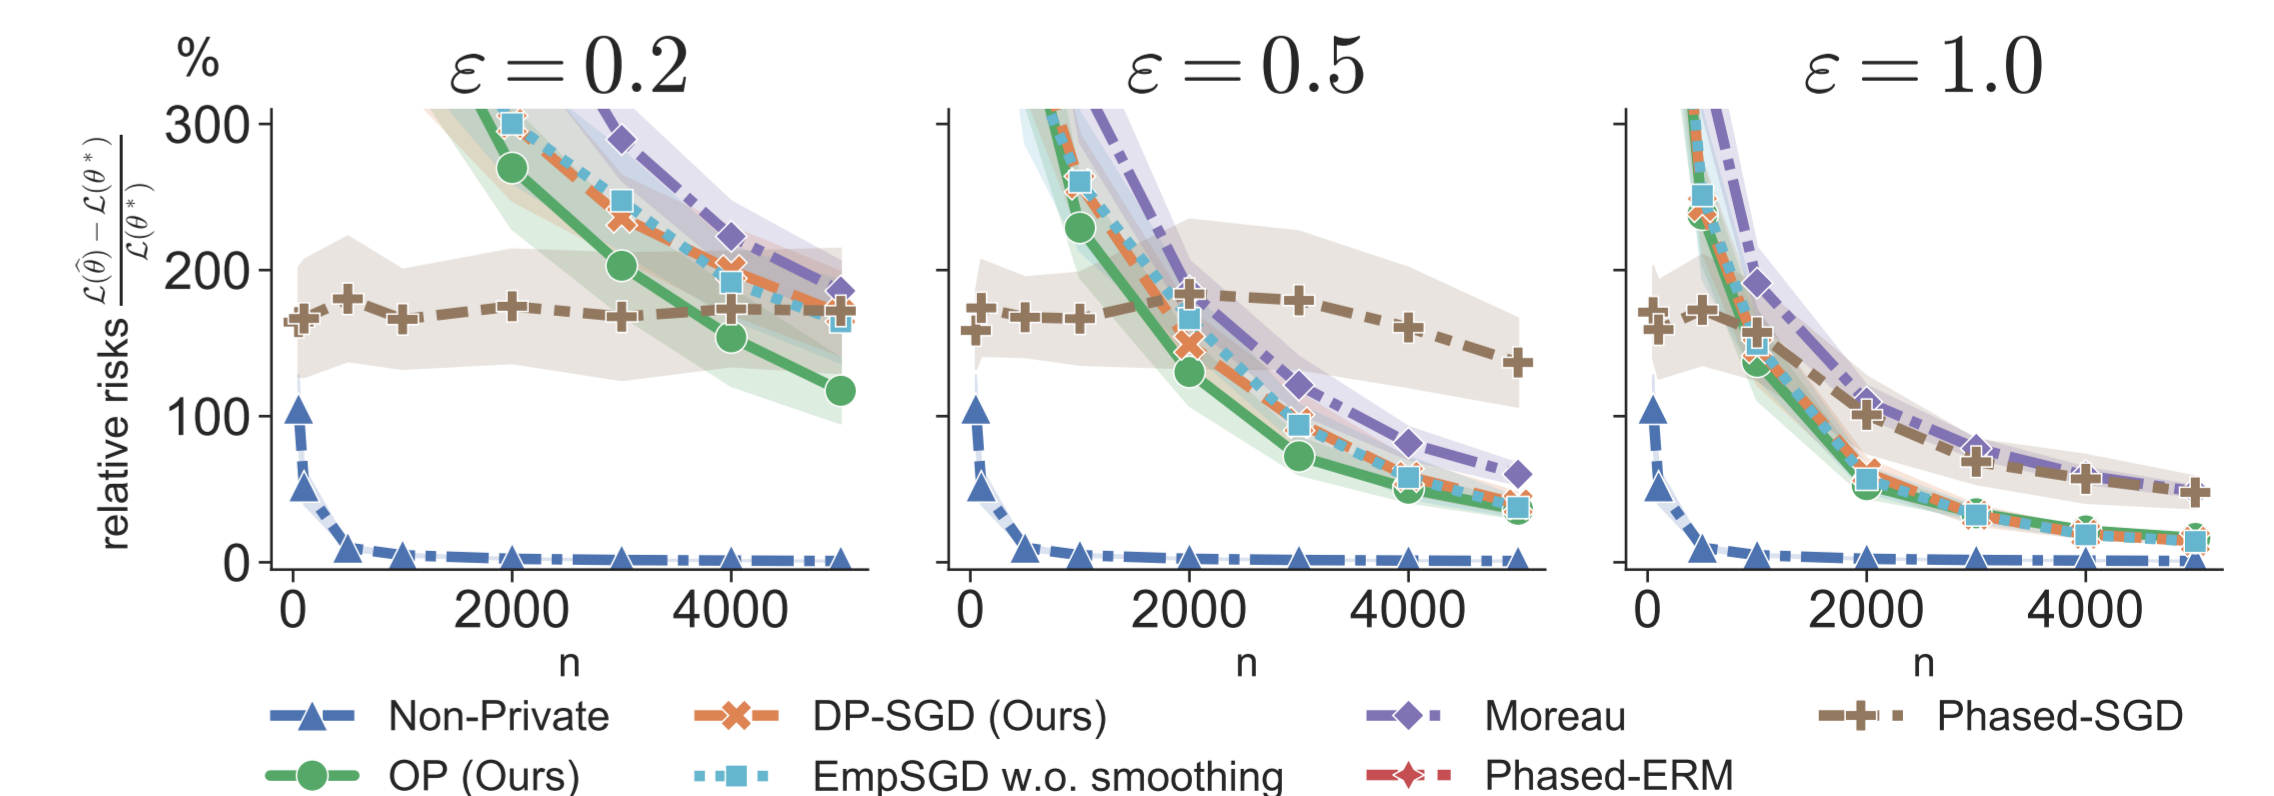 %
ε = 0.2
ε = 0.5
ε = 1.0
relative risks (ℒ(θ̂) − ℒ(θ*)) / ℒ(θ*)
300
200
100
0
0 2000 4000
0 2000 4000
0 2000 4000
n
n
n
Non-Private
DP-SGD (Ours)
Moreau
Phased-SGD
OP (Ours)
EmpSGD w.o. smoothing
Phased-ERM